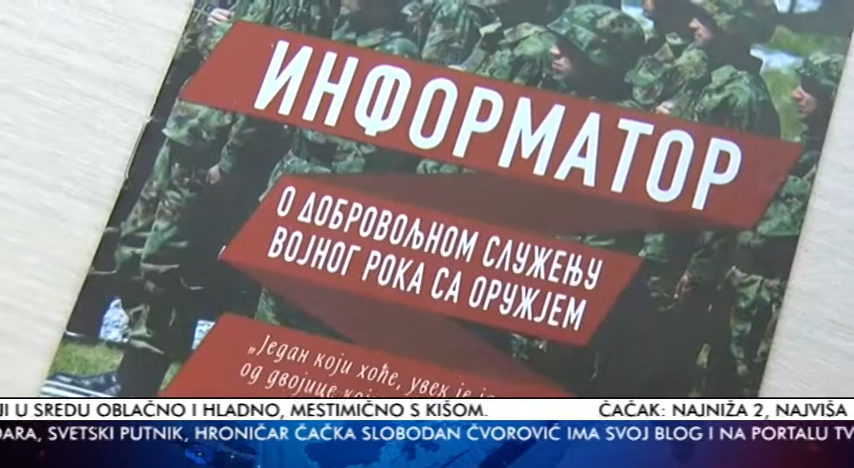 ИНФОРМАТОР
О ДОБРОВОЉНОМ СЛУЖЕЊУ
ВОЈНОГ РОКА СА ОРУЖЈЕМ
„Један који хоће, увек је
од двојице
U SREDU OBLAČNO I HLADNO, MESTIMIČNO S KIŠOM. ČAČAK: NAJNIŽA 2, NAJVIŠA
SVETSKI PUTNIK, HRONIČAR ČAČKA SLOBODAN ČVOROVIĆ IMA SVOJ BLOG I NA PORTALU TV